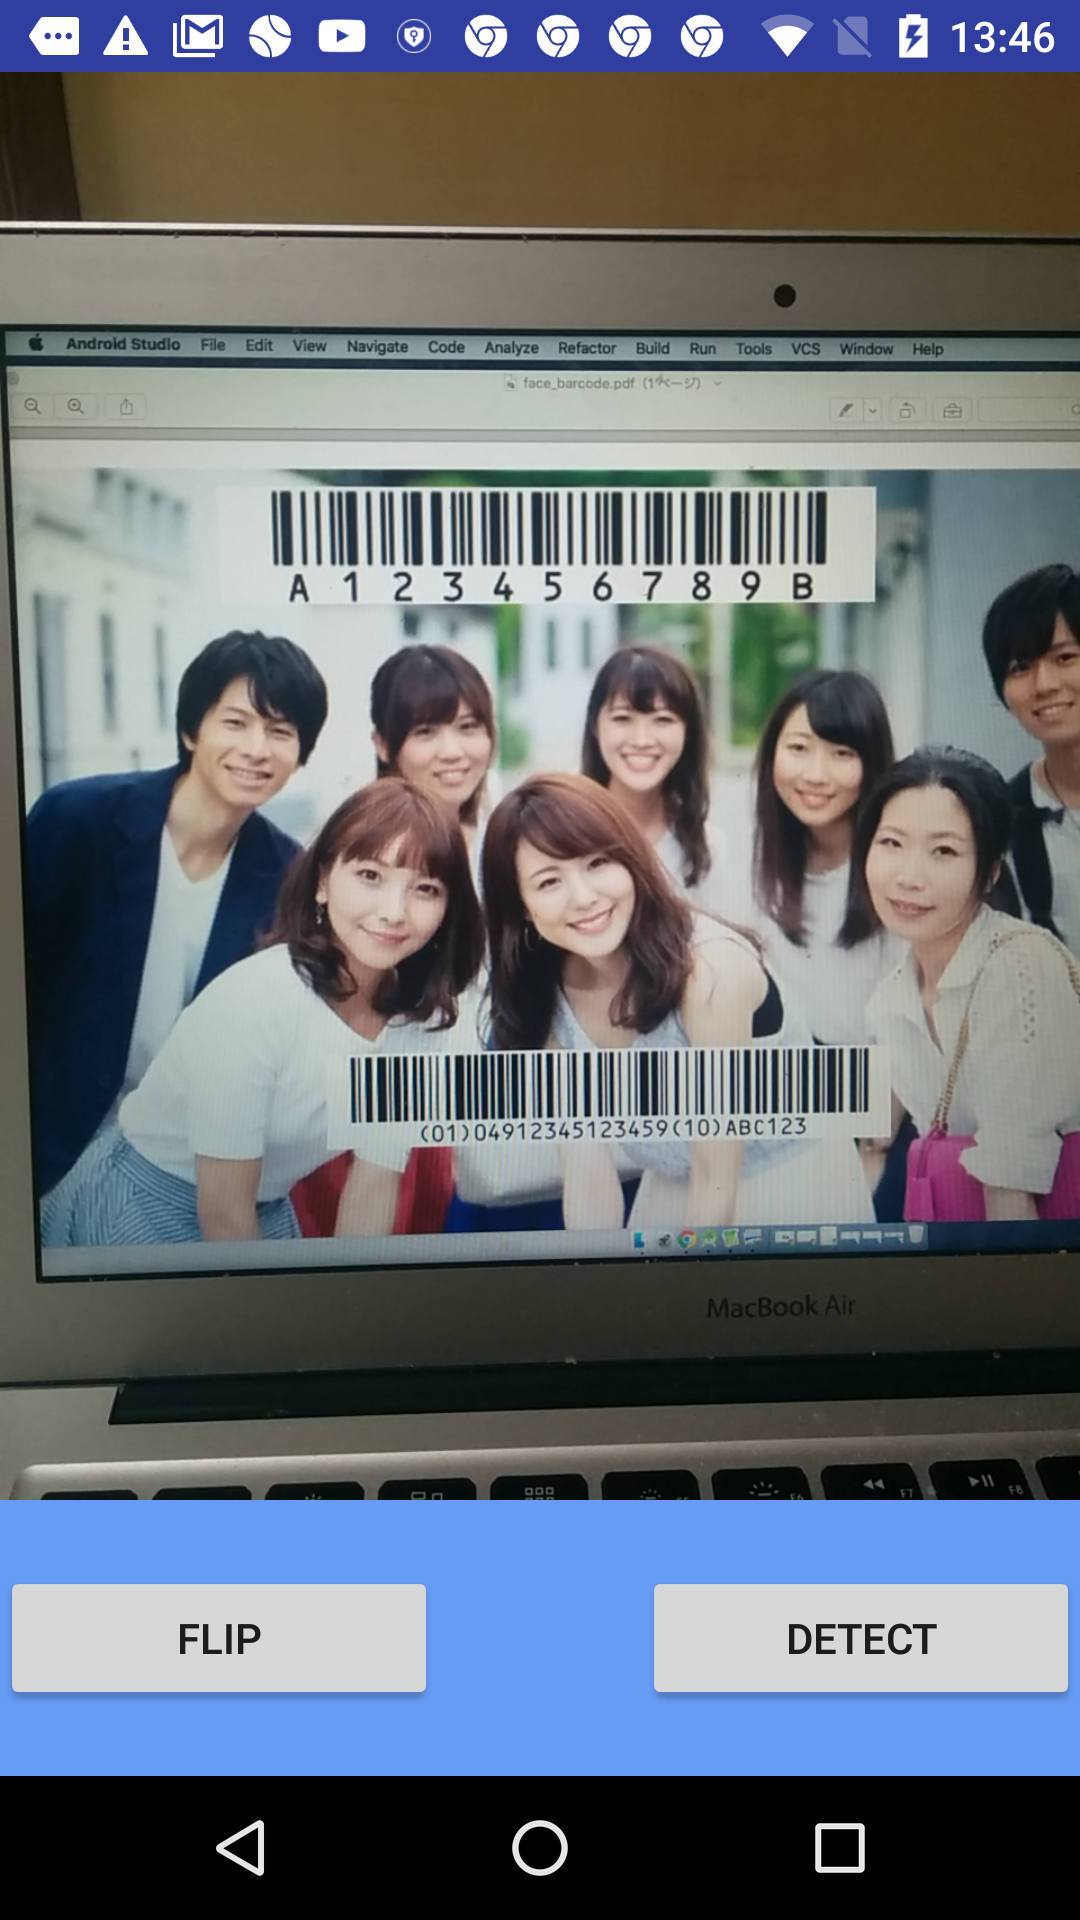 13:46
Android Studio File Edit View Navigate Code Analyze Refactor Build Run Tools VCS Window Help
face_barcode.pdf (1ページ)
A 1 2 3 4 5 6 7 8 9 B
(01)04912345123459(10)ABC123
MacBook Air
F6 F7 F8
FLIP DETECT